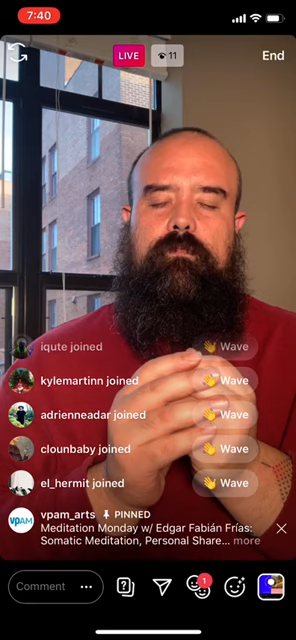 7:40
LIVE 11 End
iqute joined 👋 Wave
kylemartinn joined 👋 Wave
adrienneadar joined 👋 Wave
clounbaby joined 👋 Wave
el_hermit joined 👋 Wave
VPAM vpam_arts PINNED
Meditation Monday w/ Edgar Fabián Frías:
Somatic Meditation, Personal Share... more
Comment ... ? 1